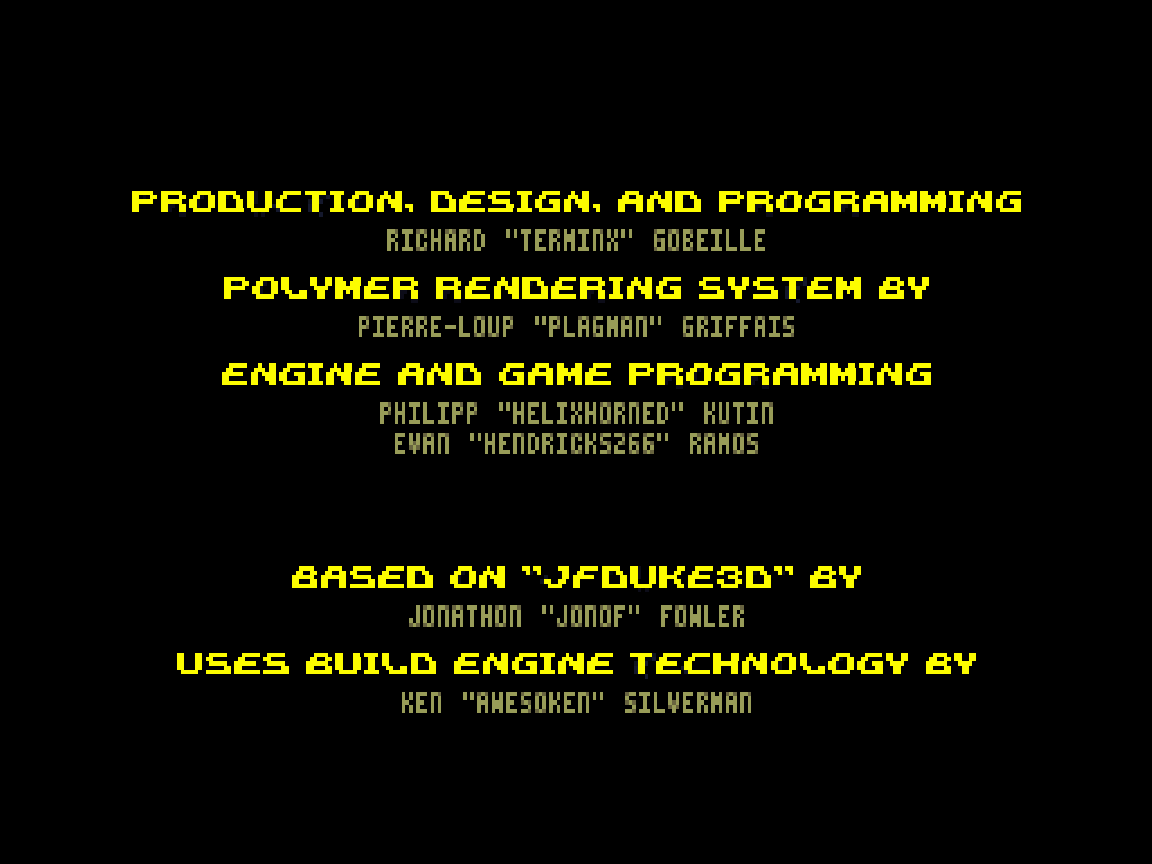 PRODUCTION, DESIGN, AND PROGRAMMING
RICHARD "TERMINX" GOBEILLE
POLYMER RENDERING SYSTEM BY
PIERRE-LOUP "PLAGMAN" GRIFFAIS
ENGINE AND GAME PROGRAMMING
PHILIPP "HELIXHORNED" KUTIN
EVAN "HENDRICKS266" RAMOS
BASED ON "JFDUKE3D" BY
JONATHON "JONOF" FOWLER
USES BUILD ENGINE TECHNOLOGY BY
KEN "AWESOKEN" SILVERMAN